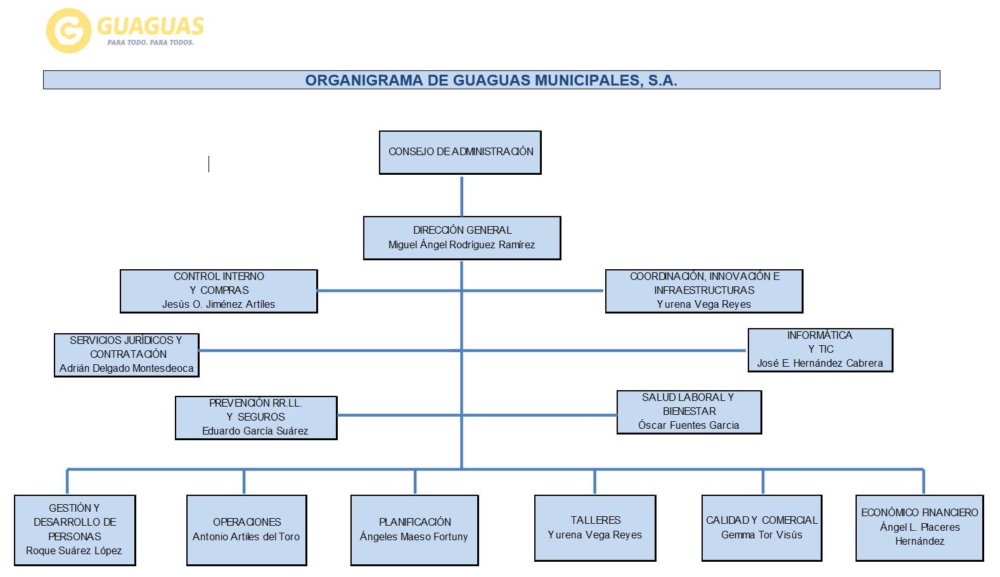 GUAGUAS
PARA TODO. PARA TODOS.
ORGANIGRAMA DE GUAGUAS MUNICIPALES, S.A.
CONSEJO DE ADMINISTRACIÓN
DIRECCIÓN GENERAL
Miguel Ángel Rodríguez Ramírez
CONTROL INTERNO
Y COMPRAS
Jesús O. Jiménez Artíles
COORDINACIÓN, INNOVACIÓN E
INFRAESTRUCTURAS
Yurena Vega Reyes
SERVICIOS JURÍDICOS Y
CONTRATACIÓN
Adrián Delgado Montesdeoca
INFORMÁTICA
Y TIC
José E. Hernández Cabrera
PREVENCIÓN RR.LL.
Y SEGUROS
Eduardo García Suárez
SALUD LABORAL Y
BIENESTAR
Óscar Fuentes Garcia
GESTIÓN Y
DESARROLLO DE
PERSONAS
Roque Suárez López
OPERACIONES
Antonio Artiles del Toro
PLANIFICACIÓN
Ángeles Maeso Fortuny
TALLERES
Yurena Vega Reyes
CALIDAD Y COMERCIAL
Gemma Tor Visús
ECONÓMICO FINANCIERO
Ángel L. Placeres
Hernández